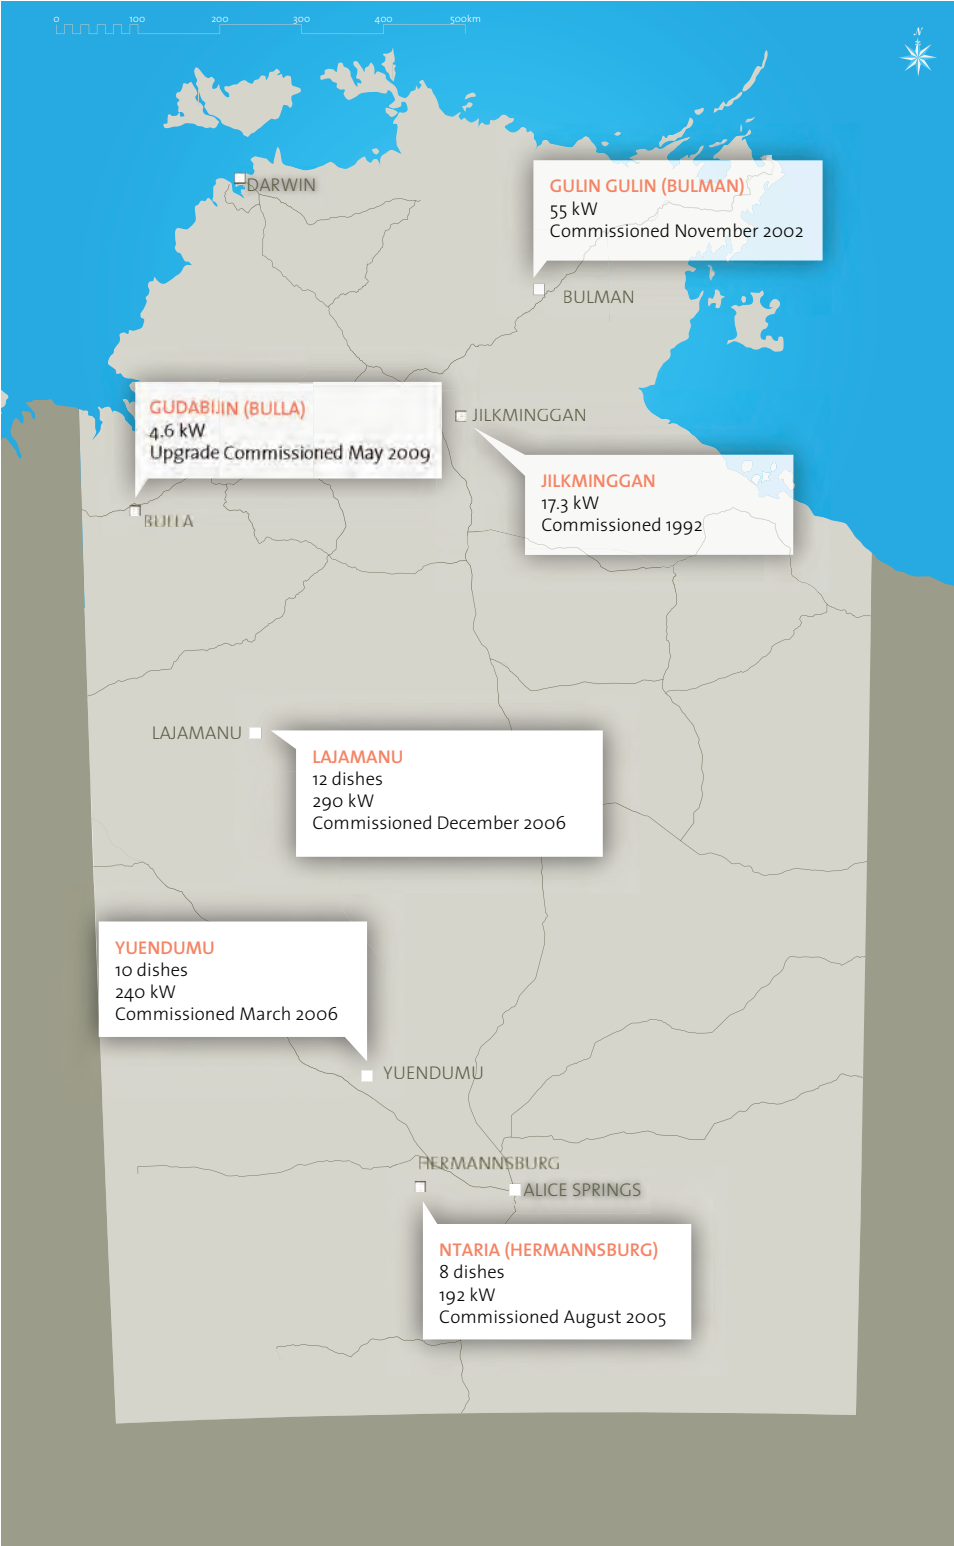 0 100 200 300 400 500km
N
DARWIN
GULIN GULIN (BULMAN)
55 kW
Commissioned November 2002
BULMAN
GUDABIJIN (BULLA)
4.6 kW
Upgrade Commissioned May 2009
JILKMINGGAN
JILKMINGGAN
17.3 kW
Commissioned 1992
BULLA
LAJAMANU
LAJAMANU
12 dishes
290 kW
Commissioned December 2006
YUENDUMU
10 dishes
240 kW
Commissioned March 2006
YUENDUMU
HERMANNSBURG
ALICE SPRINGS
NTARIA (HERMANNSBURG)
8 dishes
192 kW
Commissioned August 2005